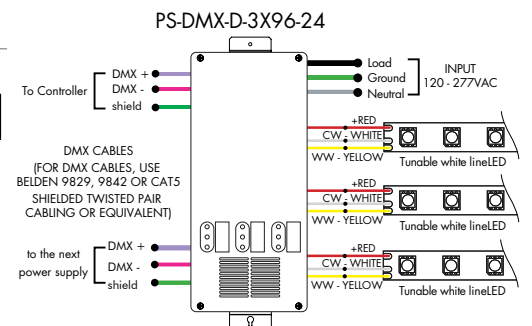 PS-DMX-D-3X96-24
DMX +
DMX -
shield
To Controller
DMX CABLES
(FOR DMX CABLES, USE
BELDEN 9829, 9842 OR CAT5
SHIELDED TWISTED PAIR
CABLING OR EQUIVALENT)
to the next
power supply
DMX +
DMX -
shield
Load
Ground
Neutral
INPUT
120 - 277VAC
+RED
CW - WHITE
WW - YELLOW
Tunable white lineLED
+RED
CW - WHITE
WW - YELLOW
Tunable white lineLED
+RED
CW - WHITE
WW - YELLOW
Tunable white lineLED